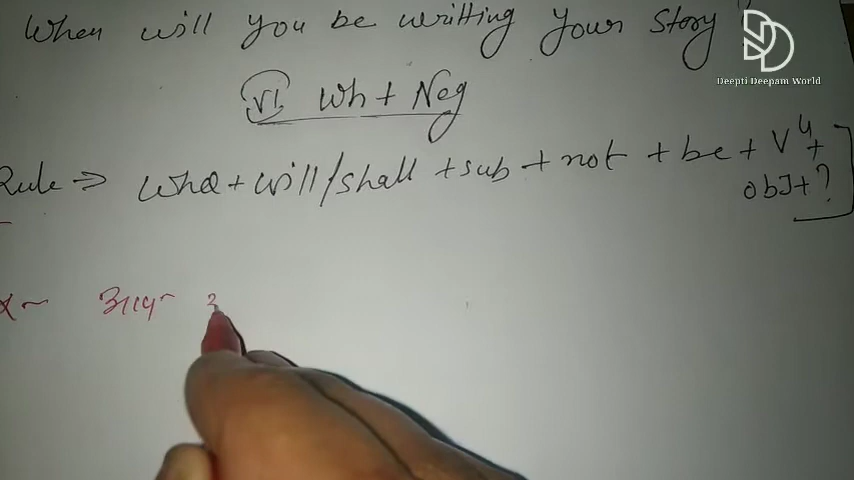 When will you be writting your story?
Deepti Deepam World
(VI) Wh + Neg
Rule => Who + will/shall + sub + not + be + V4 +
obj + ?
आप